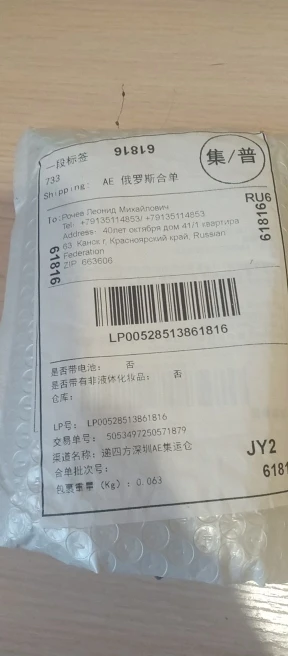 一段标签
733
61816
集/普
Shipping: AE 俄罗斯合单
RU6
61816
61816
To: Рочев Леонид Михайлович
Tel: +79135114853/ +79135114853
Address: 40лет октября дом 41/1 квартира
63, Канск г, Красноярский край, Russian
Federation
ZIP 663606
LP00528513861816
是否带电池: 否
是否带有非液体化妆品: 否
仓库:
LP号: LP00528513861816
交易单号: 5053497250571879
渠道名称: 递四方深圳AE集运仓
合单批次号:
包裹重量 (Kg): 0.063
JY2
6181